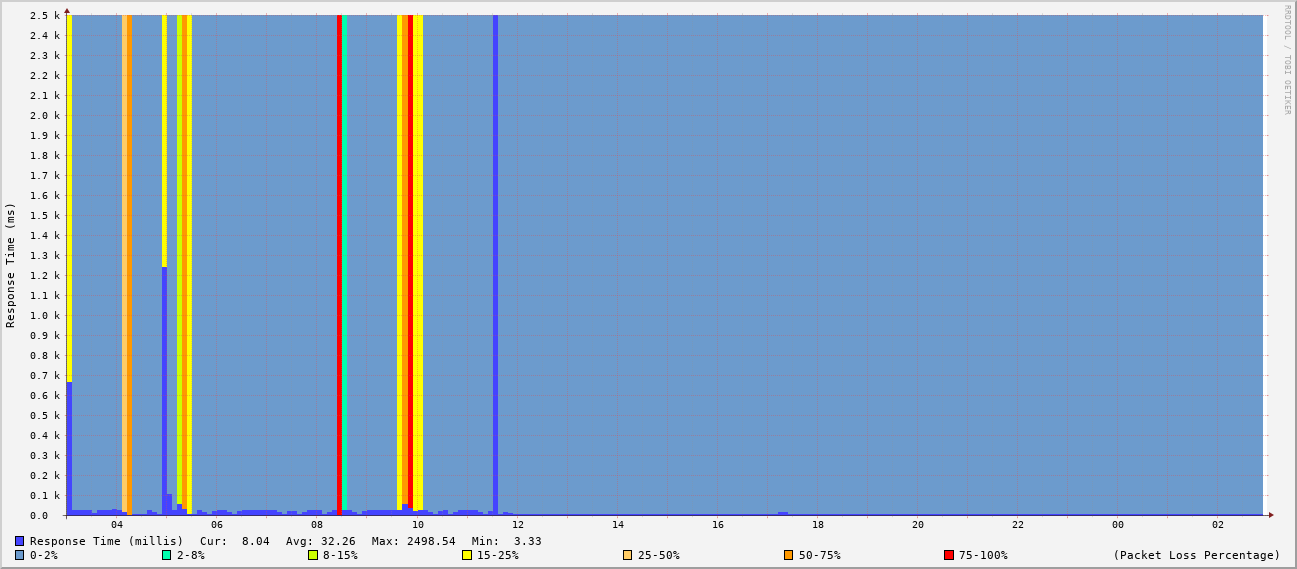 2.5 k
2.4 k
2.3 k
2.2 k
2.1 k
2.0 k
1.9 k
1.8 k
1.7 k
1.6 k
1.5 k
1.4 k
1.3 k
1.2 k
1.1 k
1.0 k
0.9 k
0.8 k
0.7 k
0.6 k
0.5 k
0.4 k
0.3 k
0.2 k
0.1 k
0.0
Response Time (ms)
RRDTOOL / TOBI OETIKER
04 06 08 10 12 14 16 18 20 22 00 02
Response Time (millis) Cur: 8.04 Avg: 32.26 Max: 2498.54 Min: 3.33
0-2% 2-8% 8-15% 15-25% 25-50% 50-75% 75-100% (Packet Loss Percentage)